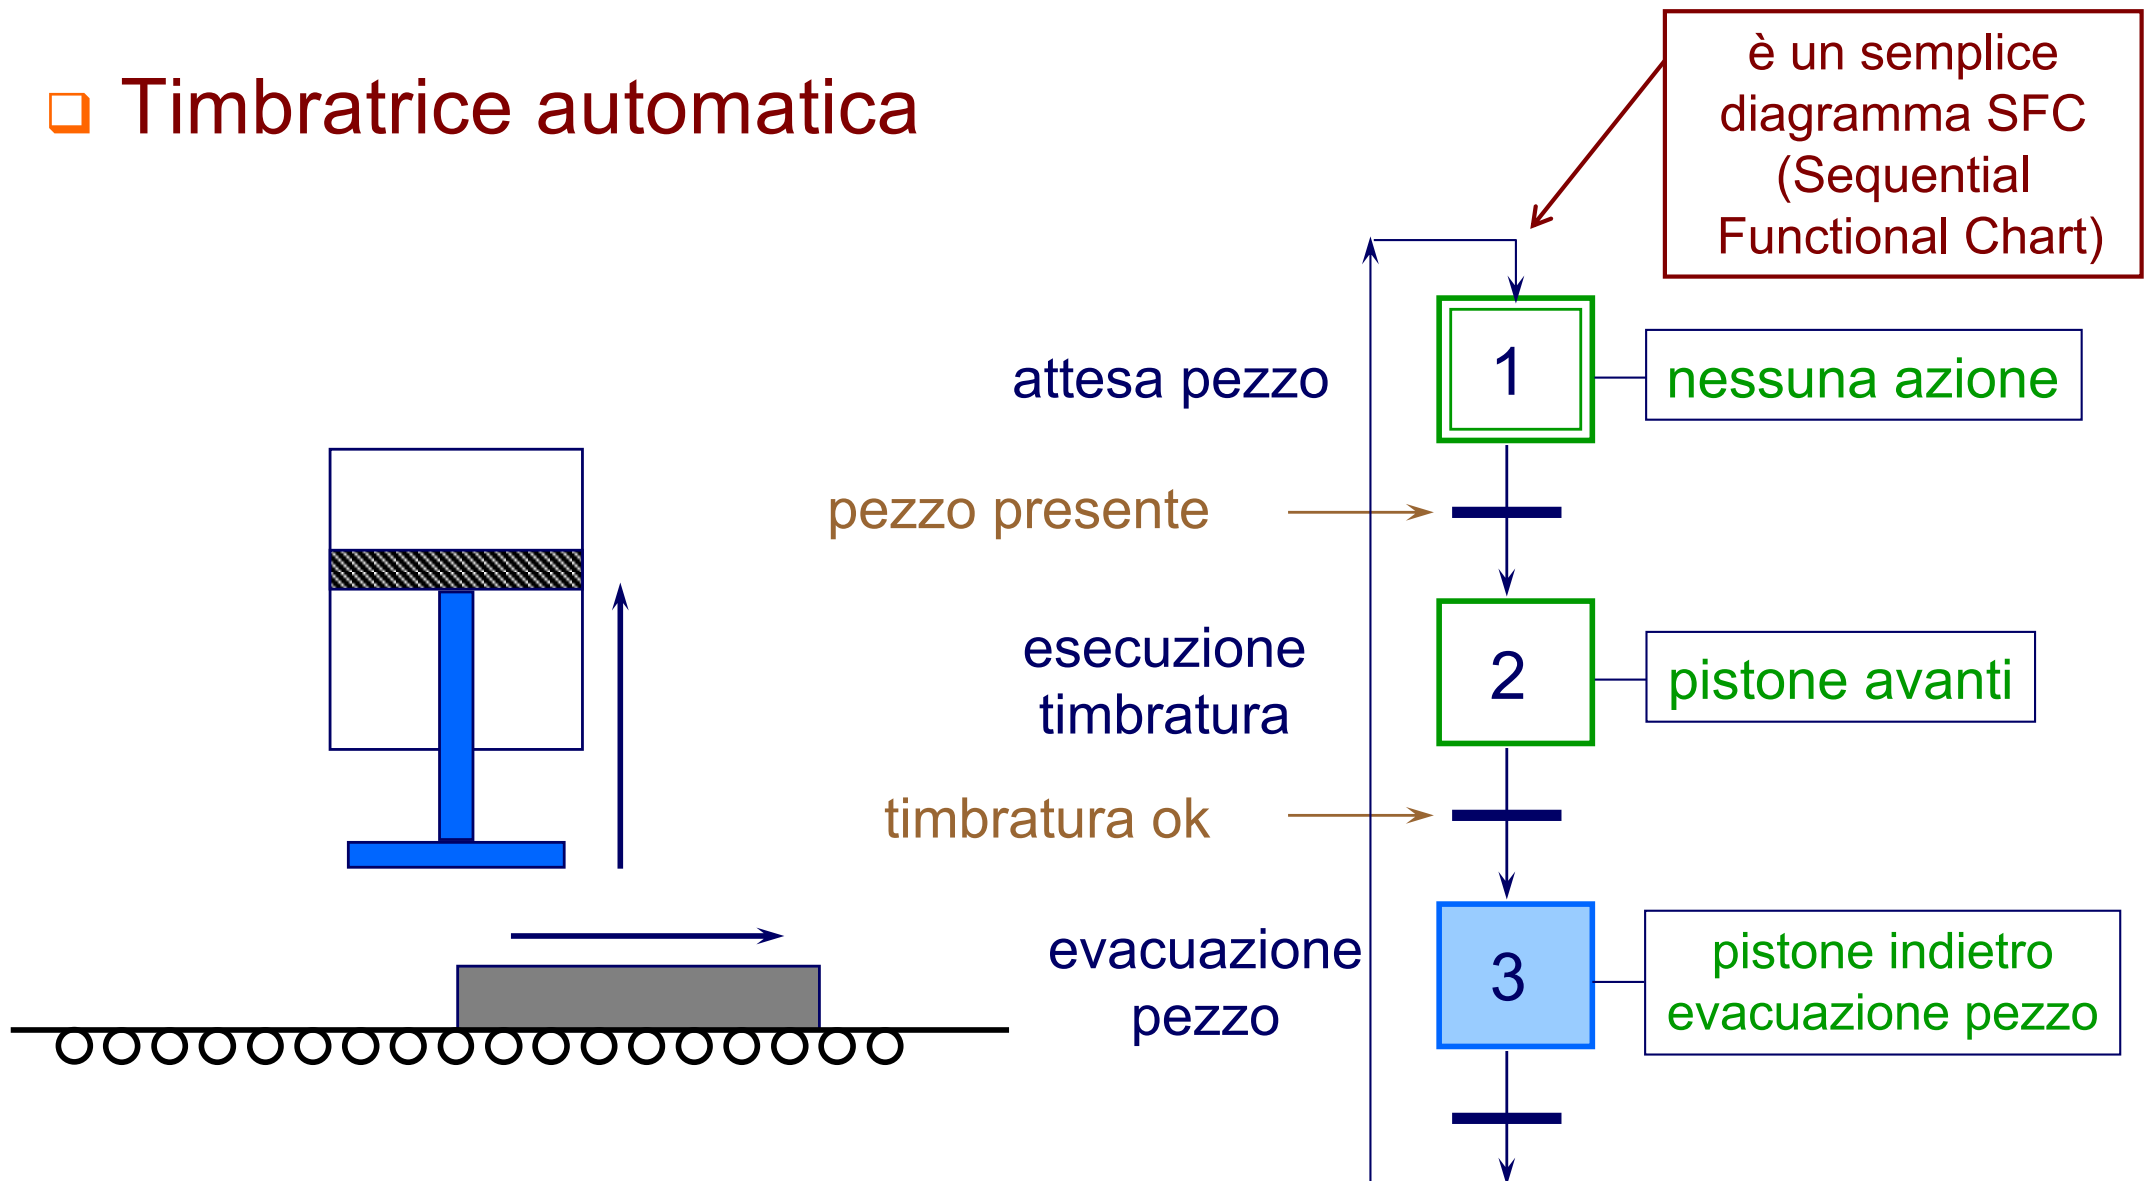 Timbratrice automatica
è un semplice
diagramma SFC
(Sequential
Functional Chart)
attesa pezzo
1
nessuna azione
pezzo presente
esecuzione
timbratura
2
pistone avanti
timbratura ok
evacuazione
pezzo
3
pistone indietro
evacuazione pezzo